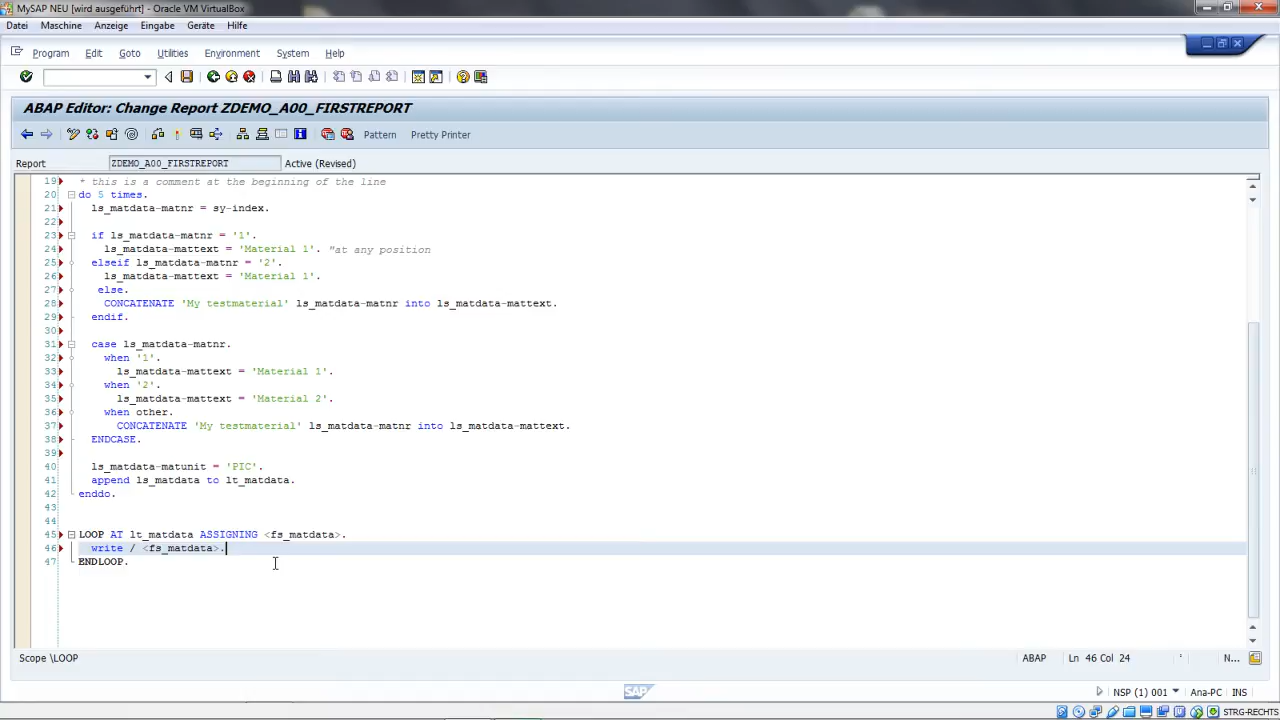 MySAP NEU [wird ausgeführt] - Oracle VM VirtualBox
Datei Maschine Anzeige Eingabe Geräte Hilfe
Program Edit Goto Utilities Environment System Help
ABAP Editor: Change Report ZDEMO_A00_FIRSTREPORT
Pattern Pretty Printer
Report ZDEMO_A00_FIRSTREPORT Active (Revised)
19 * this is a comment at the beginning of the line
20 do 5 times.
21 ls_matdata-matnr = sy-index.
22
23 if ls_matdata-matnr = '1'.
24 ls_matdata-mattext = 'Material 1'. "at any position
25 elseif ls_matdata-matnr = '2'.
26 ls_matdata-mattext = 'Material 1'.
27 else.
28 CONCATENATE 'My testmaterial' ls_matdata-matnr into ls_matdata-mattext.
29 endif.
30
31 case ls_matdata-matnr.
32 when '1'.
33 ls_matdata-mattext = 'Material 1'.
34 when '2'.
35 ls_matdata-mattext = 'Material 2'.
36 when other.
37 CONCATENATE 'My testmaterial' ls_matdata-matnr into ls_matdata-mattext.
38 ENDCASE.
39
40 ls_matdata-matunit = 'PIC'.
41 append ls_matdata to lt_matdata.
42 enddo.
43
44
45 LOOP AT lt_matdata ASSIGNING <fs_matdata>.
46 write / <fs_matdata>.
47 ENDLOOP.
Scope \LOOP ABAP Ln 46 Col 24 N...
SAP NSP (1) 001 Ana-PC INS
STRG-RECHTS